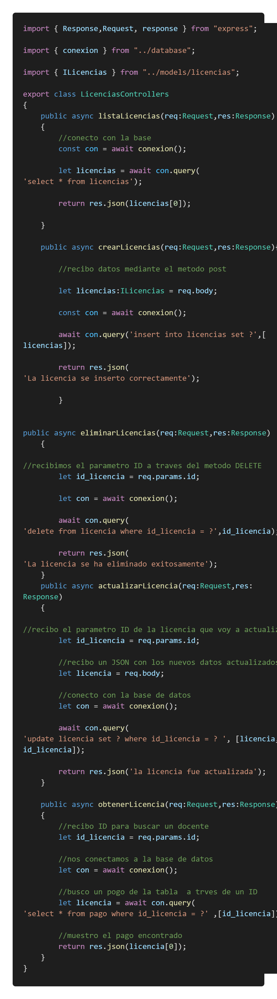 import { Response,Request, response } from "express";
import { conexion } from "../database";
import { ILicencias } from "../models/licencias";
export class LicenciasControllers
{
public async listaLicencias(req:Request,res:Response)
{
//conecto con la base
const con = await conexion();
let licencias = await con.query(
'select * from licencias');
return res.json(licencias[0]);
}
public async crearLicencias(req:Request,res:Response){
//recibo datos mediante el metodo post
let licencias:ILicencias = req.body;
const con = await conexion();
await con.query('insert into licencias set ?',[
licencias]);
return res.json(
'La licencia se inserto correctamente');
}
public async eliminarLicencias(req:Request,res:Response)
{
//recibimos el parametro ID a traves del metodo DELETE
let id_licencia = req.params.id;
let con = await conexion();
await con.query(
'delete from licencia where id_licencia = ?',id_licencia);
return res.json(
'La licencia se ha eliminado exitosamente');
}
public async actualizarLicencia(req:Request,res:
Response)
{
//recibo el parametro ID de la licencia que voy a actualiz
let id_licencia = req.params.id;
//recibo un JSON con los nuevos datos actualizados
let licencia = req.body;
//conecto con la base de datos
let con = await conexion();
await con.query(
'update licencia set ? where id_licencia = ? ', [licencia,
id_licencia]);
return res.json('la licencia fue actualizada');
}
public async obtenerLicencia(req:Request,res:Response)
{
//recibo ID para buscar un docente
let id_licencia = req.params.id;
//nos conectamos a la base de datos
let con = await conexion();
//busco un pogo de la tabla  a trves de un ID
let licencia = await con.query(
'select * from pago where id_licencia = ?' ,[id_licencia])
//muestro el pago encontrado
return res.json(licencia[0]);
}
}